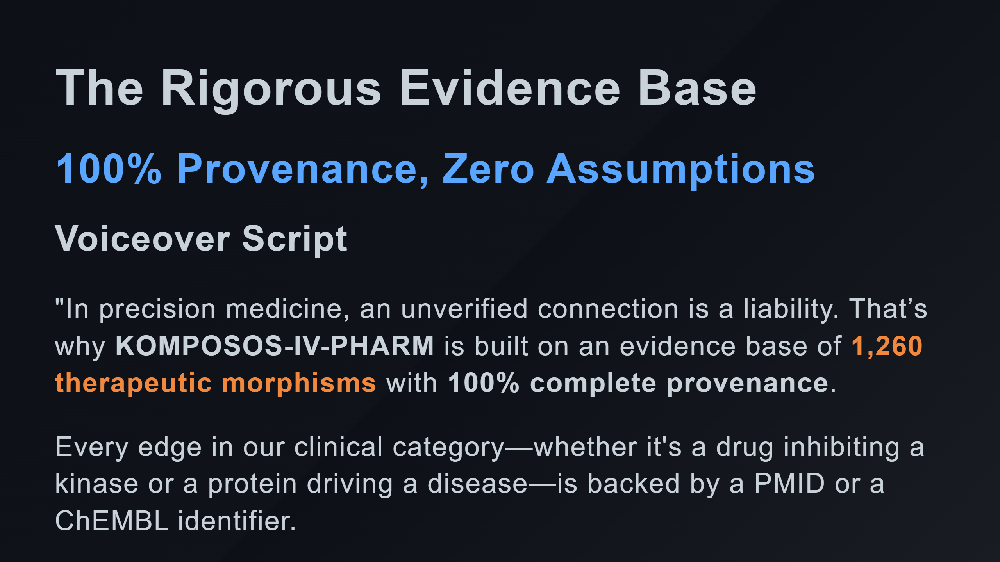 The Rigorous Evidence Base
100% Provenance, Zero Assumptions
Voiceover Script
"In precision medicine, an unverified connection is a liability. That’s
why KOMPOSOS-IV-PHARM is built on an evidence base of 1,260
therapeutic morphisms with 100% complete provenance.
Every edge in our clinical category—whether it's a drug inhibiting a
kinase or a protein driving a disease—is backed by a PMID or a
ChEMBL identifier.